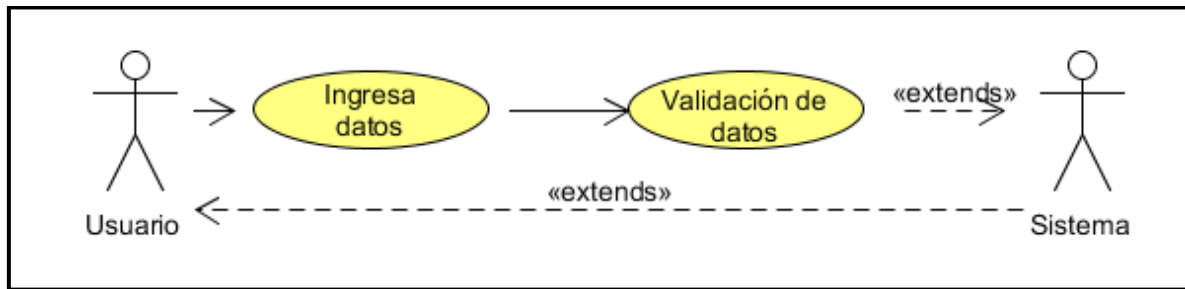 Ingresa
datos
Validación de
datos
«extends»
«extends»
Usuario
Sistema